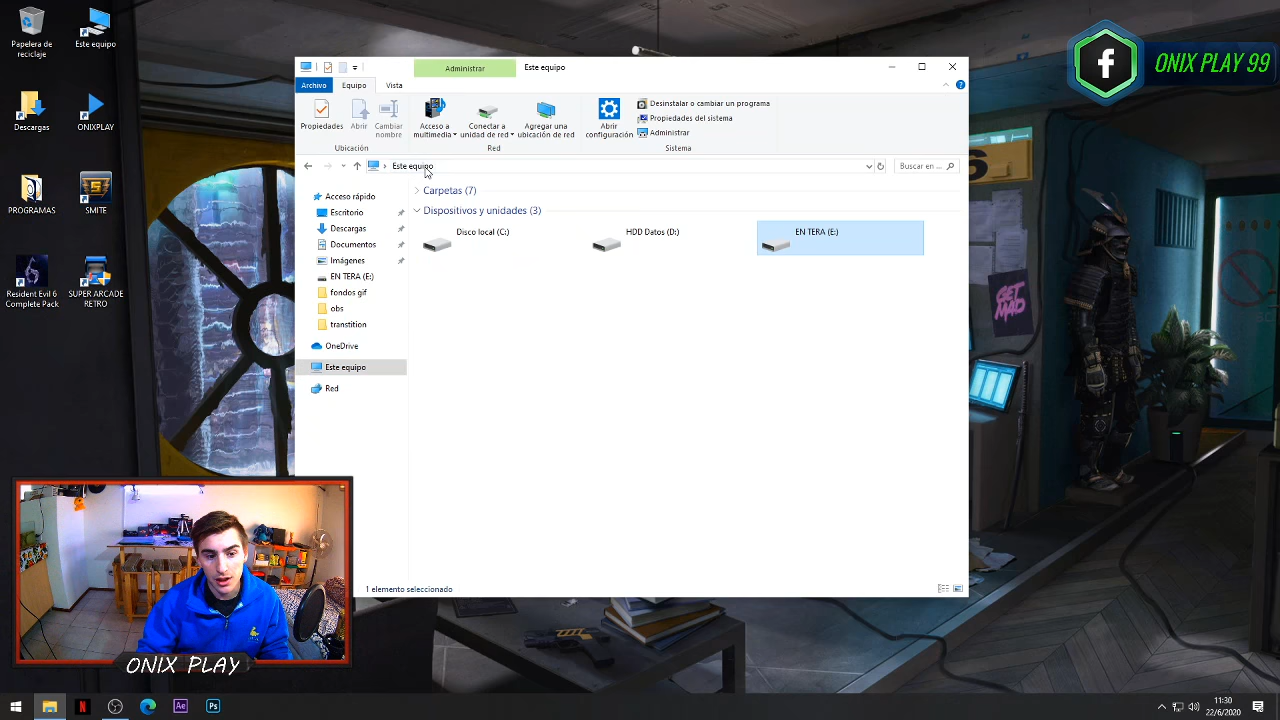 Papelera de
reciclaje
Este equipo
Descargas
ONIXPLAY
PROGRAMAS
SMITE
Resident Evil 6
Complete Pack
SUPER ARCADE
RETRO
Administrar
Este equipo
Archivo
Equipo
Vista
Propiedades
Abrir
Cambiar
nombre
Ubicación
Acceso a
multimedia
Conectar a
unidad de red
Agregar una
ubicación de red
Red
Abrir
configuración
Desinstalar o cambiar un programa
Propiedades del sistema
Administrar
Sistema
Este equipo
Buscar en ...
Acceso rápido
Escritorio
Descargas
Documentos
Imágenes
EN TERA (E:)
fondos gif
obs
transtition
OneDrive
Este equipo
Red
Carpetas (7)
Dispositivos y unidades (3)
Disco local (C:)
HDD Datos (D:)
EN TERA (E:)
1 elemento seleccionado
f
ONIX PLAY 99
GET
MAD
ONIX PLAY
N
Ae
Ps
11:30
22/6/2020